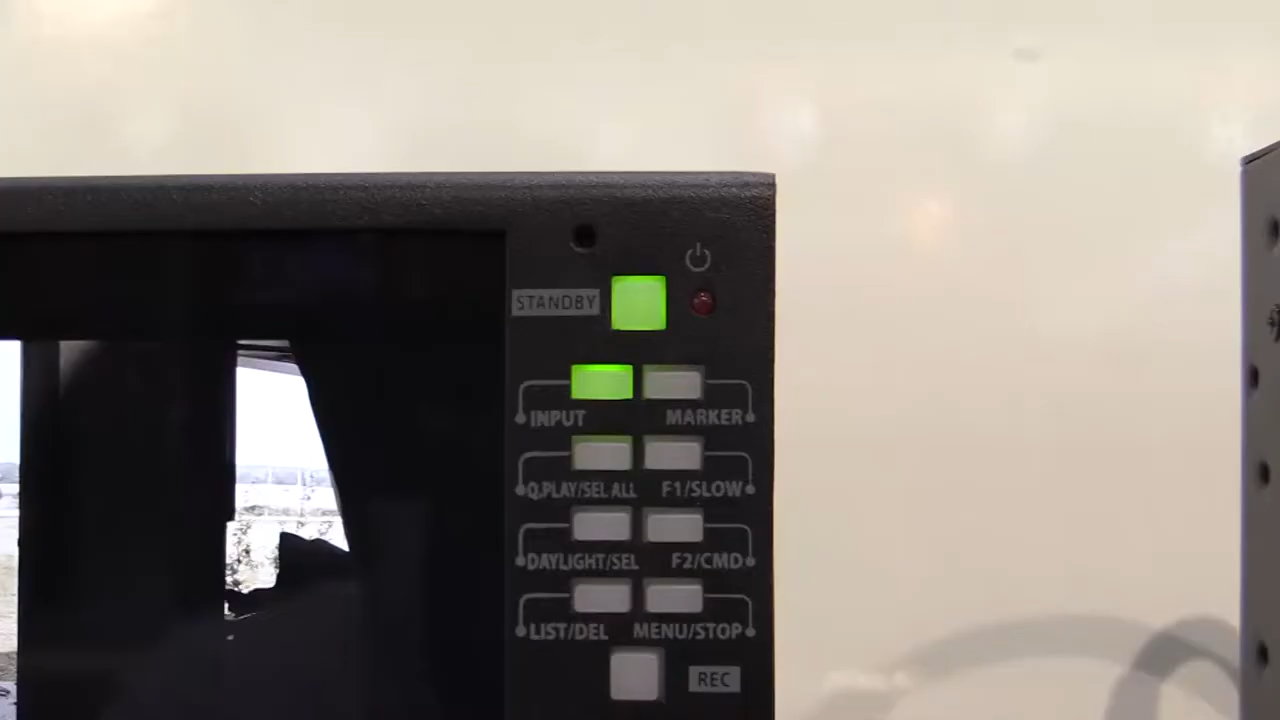 STANDBY
INPUT MARKER
Q.PLAY/SEL ALL F1/SLOW
DAYLIGHT/SEL F2/CMD
LIST/DEL MENU/STOP
REC